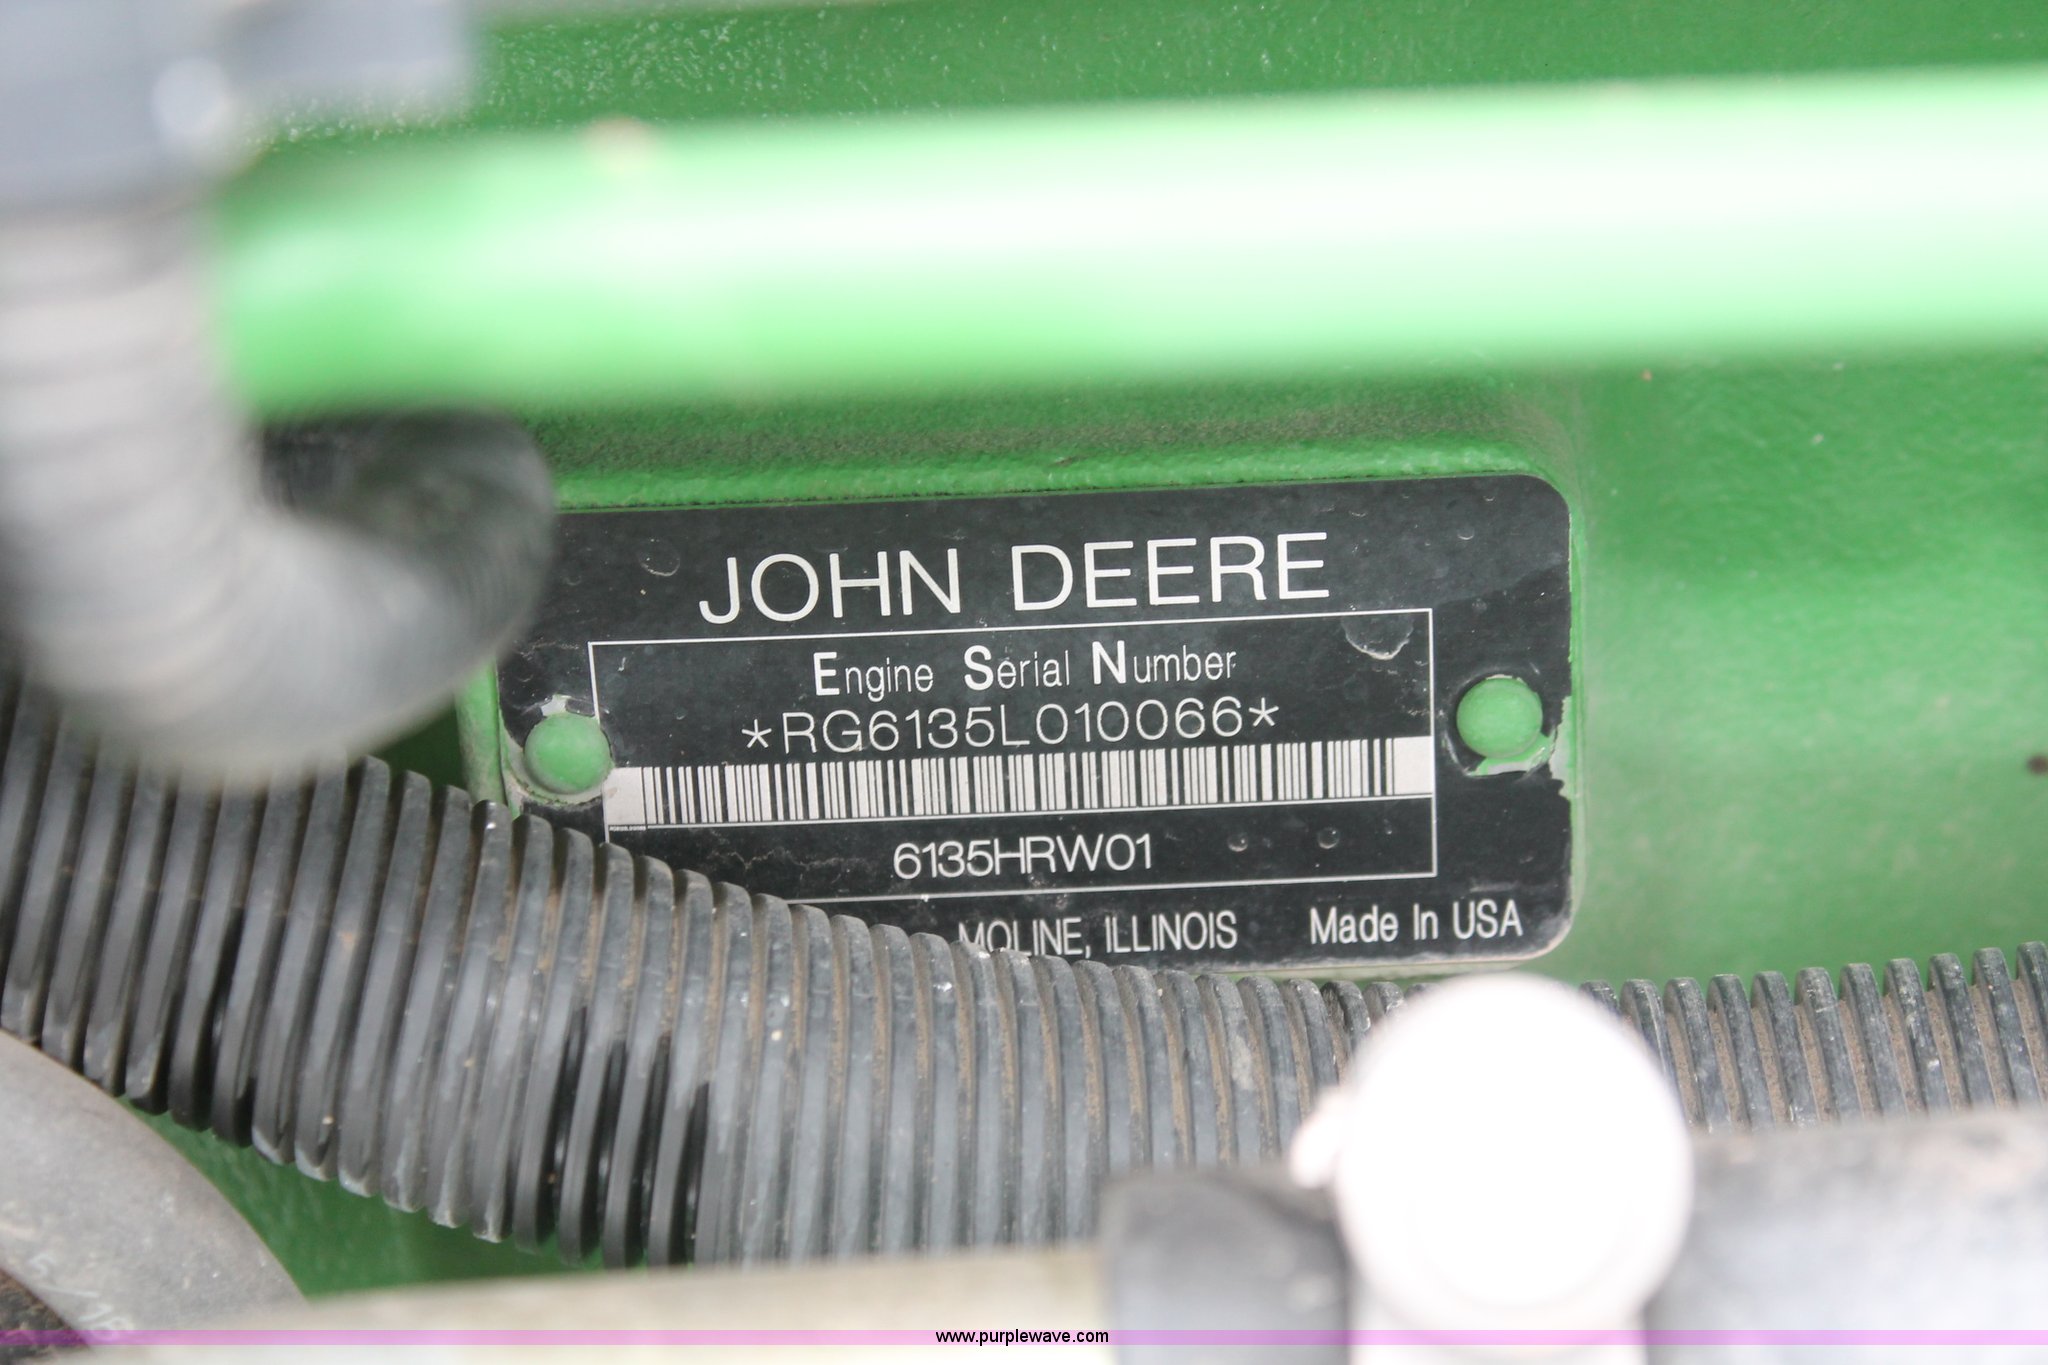 JOHN DEERE
Engine Serial Number
*RG6135L010066*
6135HRW01
MOLINE, ILLINOIS Made In USA
www.purplewave.com